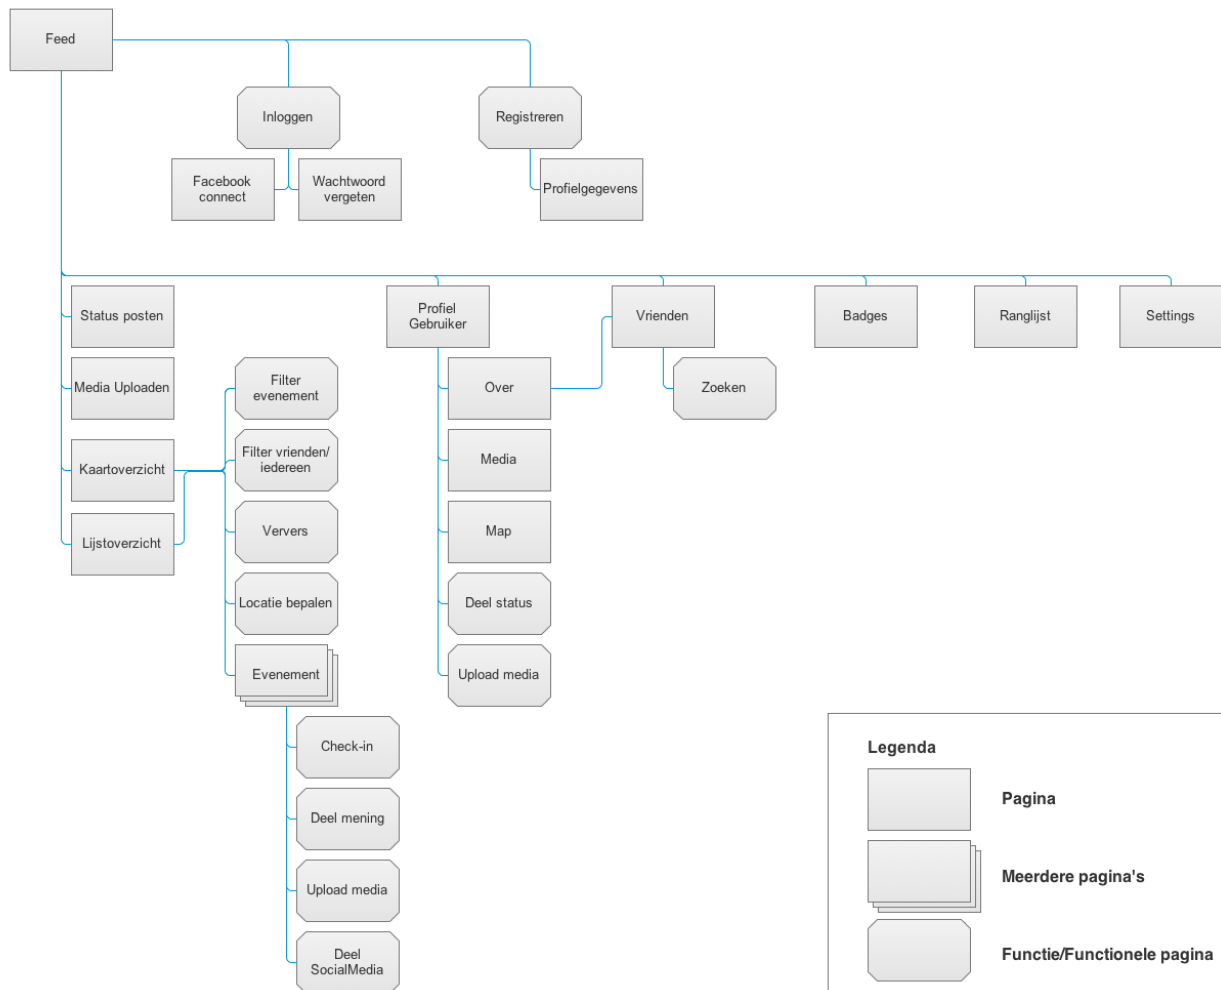 Feed
Inloggen
Registreren
Facebook
connect
Wachtwoord
vergeten
Profielgegevens
Status posten
Profiel
Gebruiker
Vrienden
Badges
Ranglijst
Settings
Media Uploaden
Filter
evenement
Over
Zoeken
Kaartoverzicht
Filter vrienden/
iedereen
Media
Lijstoverzicht
Ververs
Map
Locatie bepalen
Deel status
Evenement
Upload media
Check-in
Deel mening
Upload media
Deel
SocialMedia
Legenda
Pagina
Meerdere pagina's
Functie/Functionele pagina